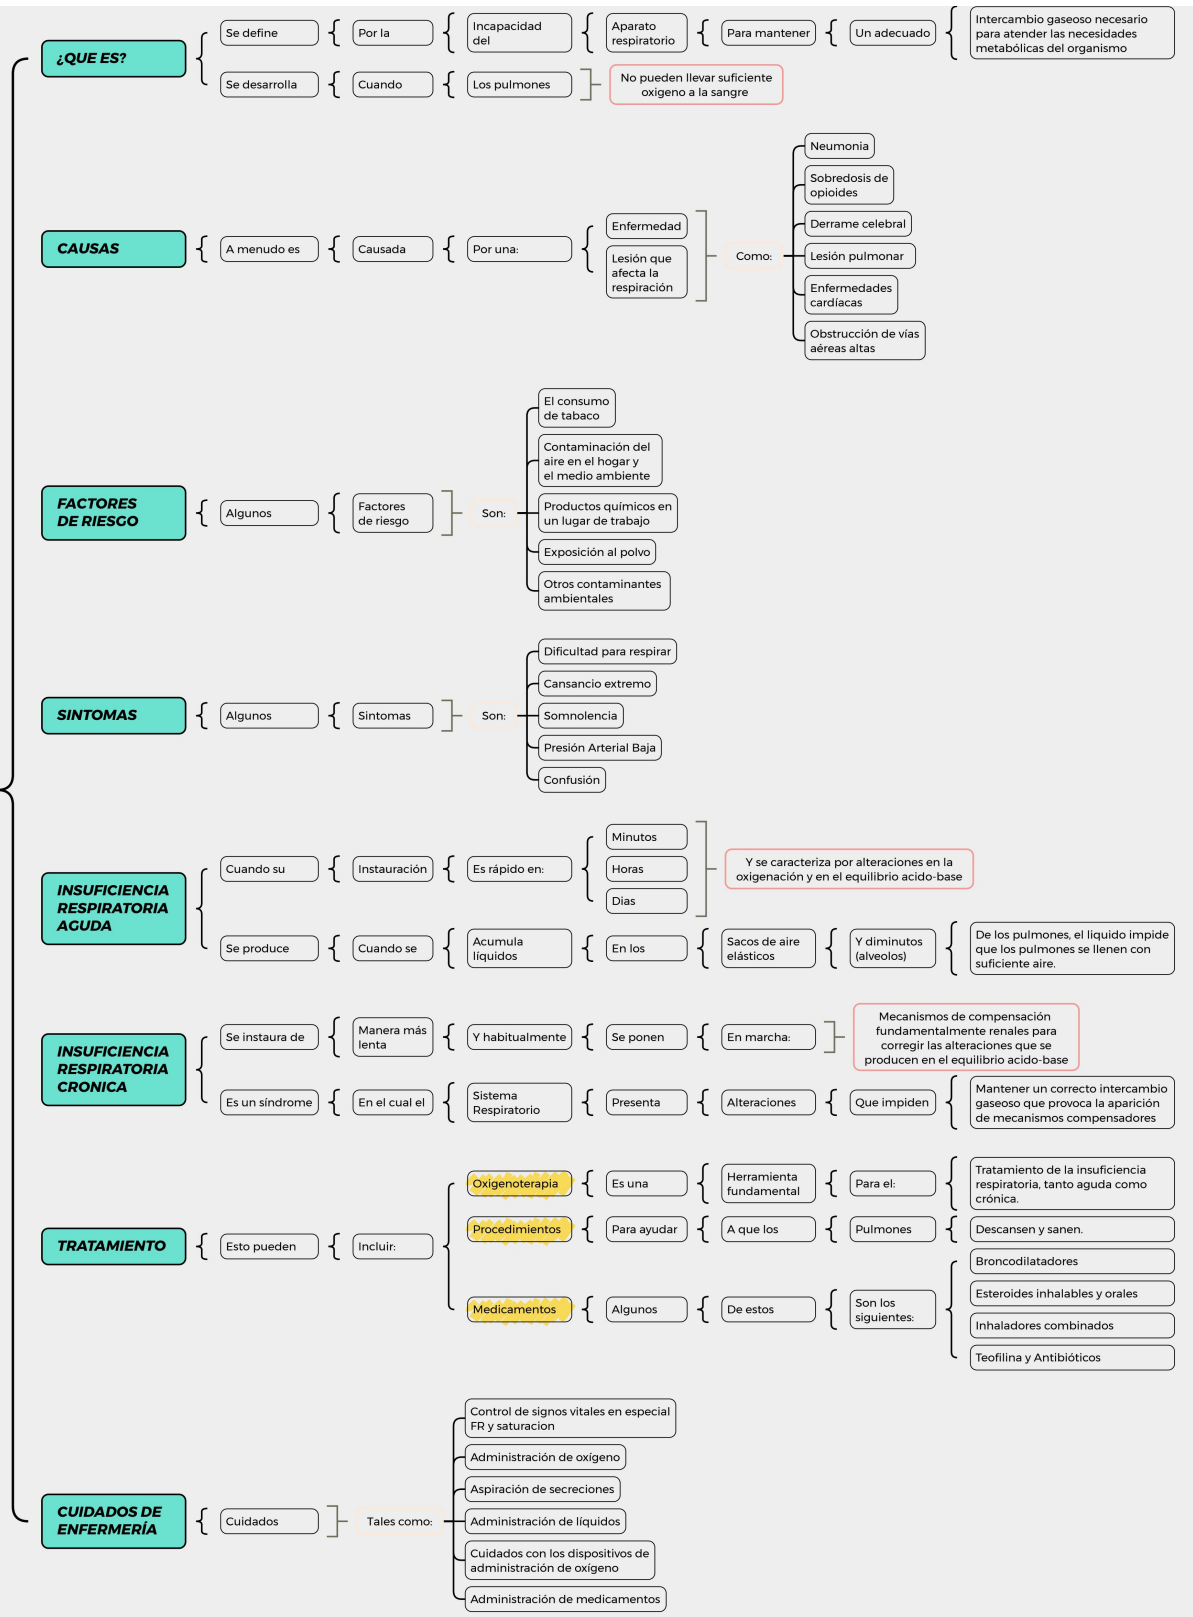 ¿QUE ES?
Se define
Por la
Incapacidad
del
Aparato
respiratorio
Para mantener
Un adecuado
Intercambio gaseoso necesario
para atender las necesidades
metabólicas del organismo
Se desarrolla
Cuando
Los pulmones
No pueden llevar suficiente
oxigeno a la sangre
CAUSAS
A menudo es
Causada
Por una:
Enfermedad
Lesión que
afecta la
respiración
Como:
Neumonia
Sobredosis de
opioides
Derrame celebral
Lesión pulmonar
Enfermedades
cardíacas
Obstrucción de vías
aéreas altas
FACTORES
DE RIESGO
Algunos
Factores
de riesgo
Son:
El consumo
de tabaco
Contaminación del
aire en el hogar y
el medio ambiente
Productos químicos en
un lugar de trabajo
Exposición al polvo
Otros contaminantes
ambientales
SINTOMAS
Algunos
Sintomas
Son:
Dificultad para respirar
Cansancio extremo
Somnolencia
Presión Arterial Baja
Confusión
INSUFICIENCIA
RESPIRATORIA
AGUDA
Cuando su
Instauración
Es rápido en:
Minutos
Horas
Dias
Y se caracteriza por alteraciones en la
oxigenación y en el equilibrio acido-base
Se produce
Cuando se
Acumula
líquidos
En los
Sacos de aire
elásticos
Y diminutos
(alveolos)
De los pulmones, el liquido impide
que los pulmones se llenen con
suficiente aire.
INSUFICIENCIA
RESPIRATORIA
CRONICA
Se instaura de
Manera más
lenta
Y habitualmente
Se ponen
En marcha:
Mecanismos de compensación
fundamentalmente renales para
corregir las alteraciones que se
producen en el equilibrio acido-base
Es un síndrome
En el cual el
Sistema
Respiratorio
Presenta
Alteraciones
Que impiden
Mantener un correcto intercambio
gaseoso que provoca la aparición
de mecanismos compensadores
TRATAMIENTO
Esto pueden
Incluir:
Oxigenoterapia
Es una
Herramienta
fundamental
Para el:
Tratamiento de la insuficiencia
respiratoria, tanto aguda como
crónica.
Procedimientos
Para ayudar
A que los
Pulmones
Descansen y sanen.
Medicamentos
Algunos
De estos
Son los
siguientes:
Broncodilatadores
Esteroides inhalables y orales
Inhaladores combinados
Teofilina y Antibióticos
CUIDADOS DE
ENFERMERÍA
Cuidados
Tales como:
Control de signos vitales en especial
FR y saturacion
Administración de oxígeno
Aspiración de secreciones
Administración de líquidos
Cuidados con los dispositivos de
administración de oxígeno
Administración de medicamentos